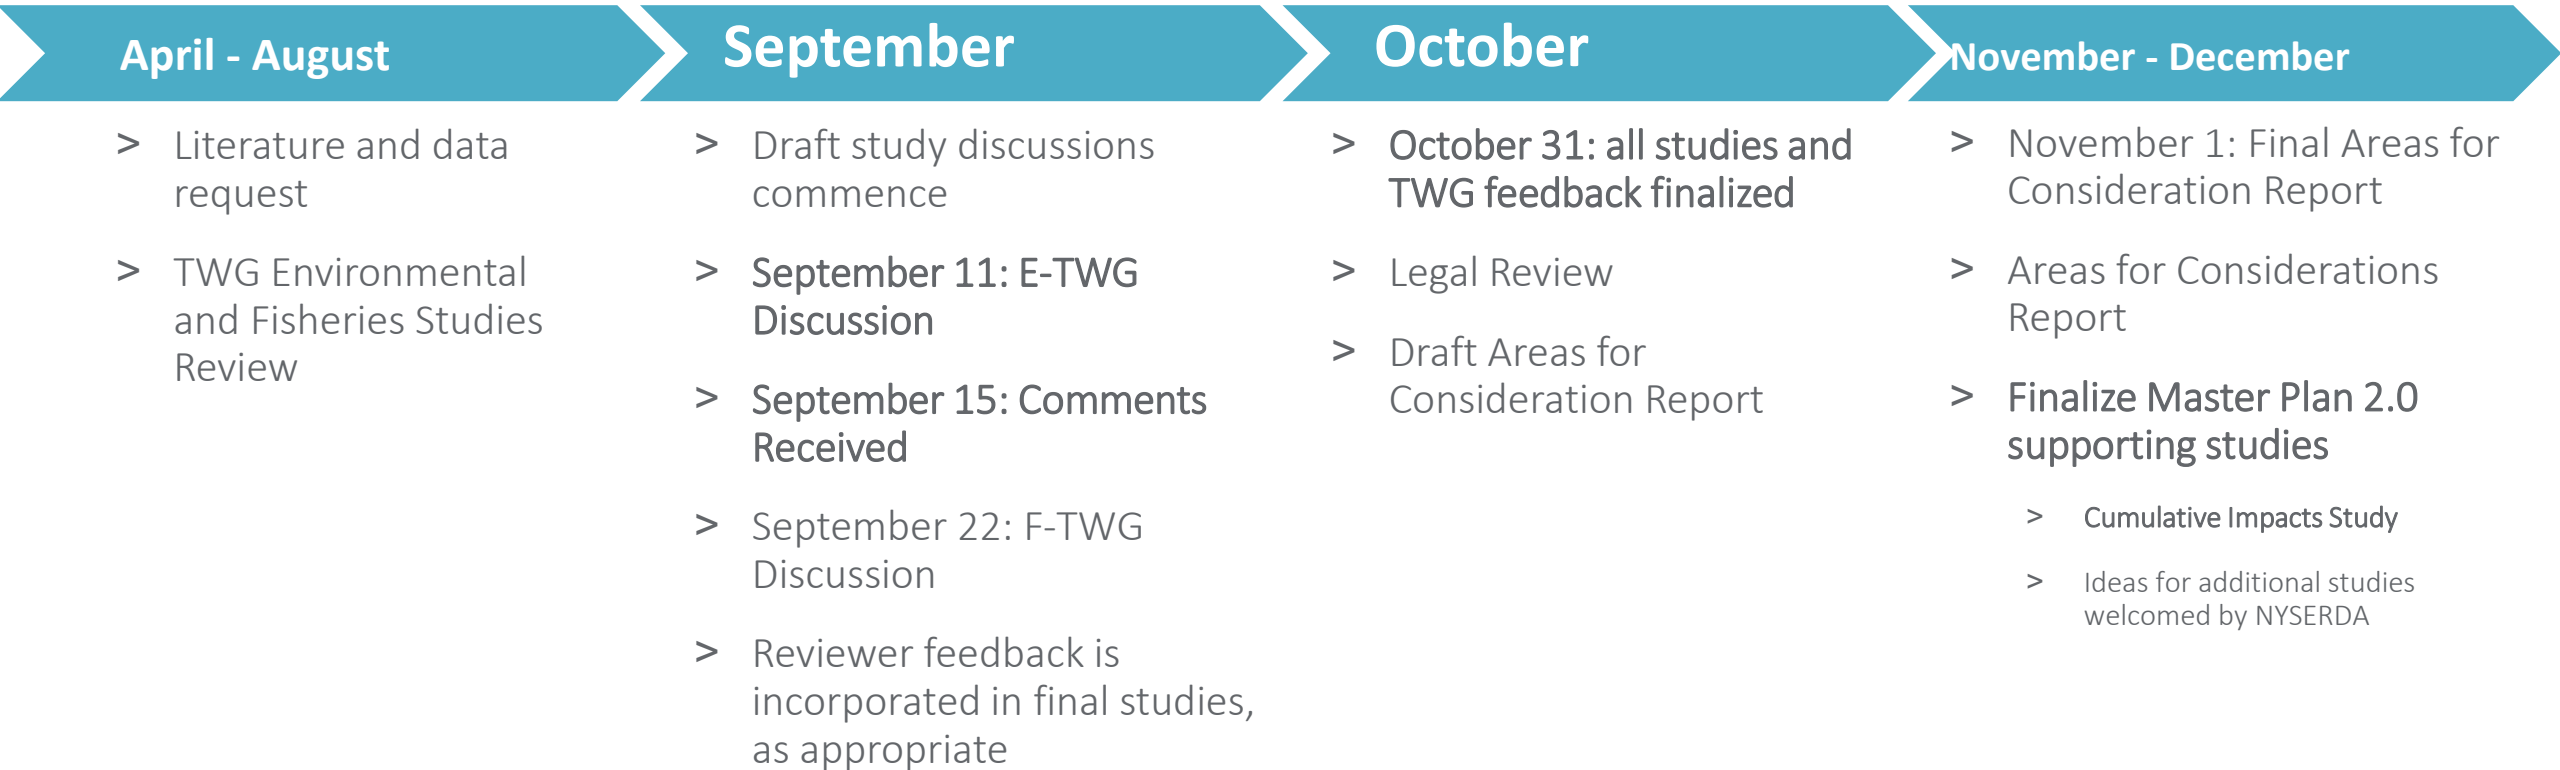 April - August
> Literature and data
request
> TWG Environmental
and Fisheries Studies
Review
September
> Draft study discussions
commence
> September 11: E-TWG
Discussion
> September 15: Comments
Received
> September 22: F-TWG
Discussion
> Reviewer feedback is
incorporated in final studies,
as appropriate
October
> October 31: all studies and
TWG feedback finalized
> Legal Review
> Draft Areas for
Consideration Report
November - December
> November 1: Final Areas for
Consideration Report
> Areas for Considerations
Report
> Finalize Master Plan 2.0
supporting studies
> Cumulative Impacts Study
> Ideas for additional studies
welcomed by NYSERDA